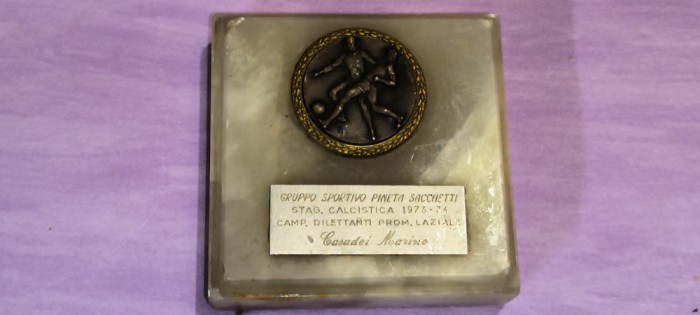 GRUPPO SPORTIVO PINETA SACCHETTI
STAG. CALCISTICA 1973-74
CAMP. DILETTANTI PROM. LAZIALE
Casadei Marino